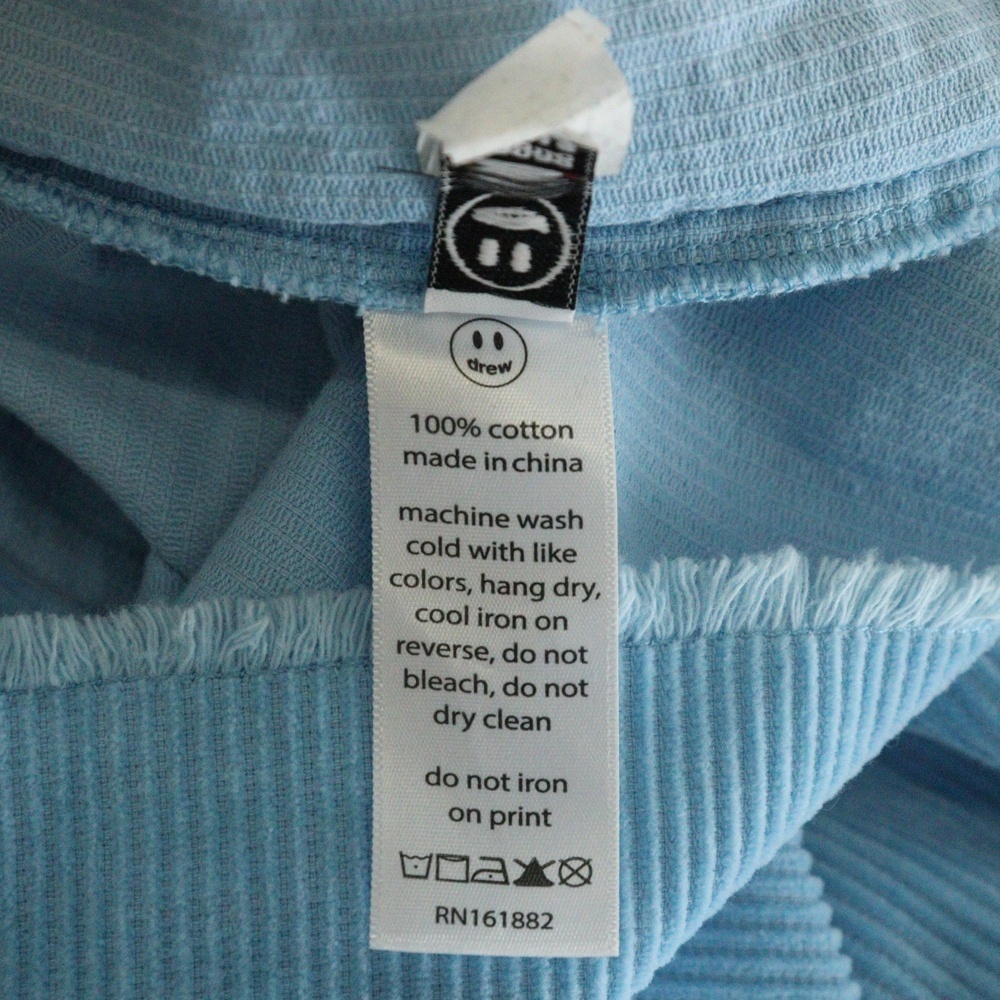 drew
100% cotton
made in china
machine wash
cold with like
colors, hang dry,
cool iron on
reverse, do not
bleach, do not
dry clean
do not iron
on print
RN161882